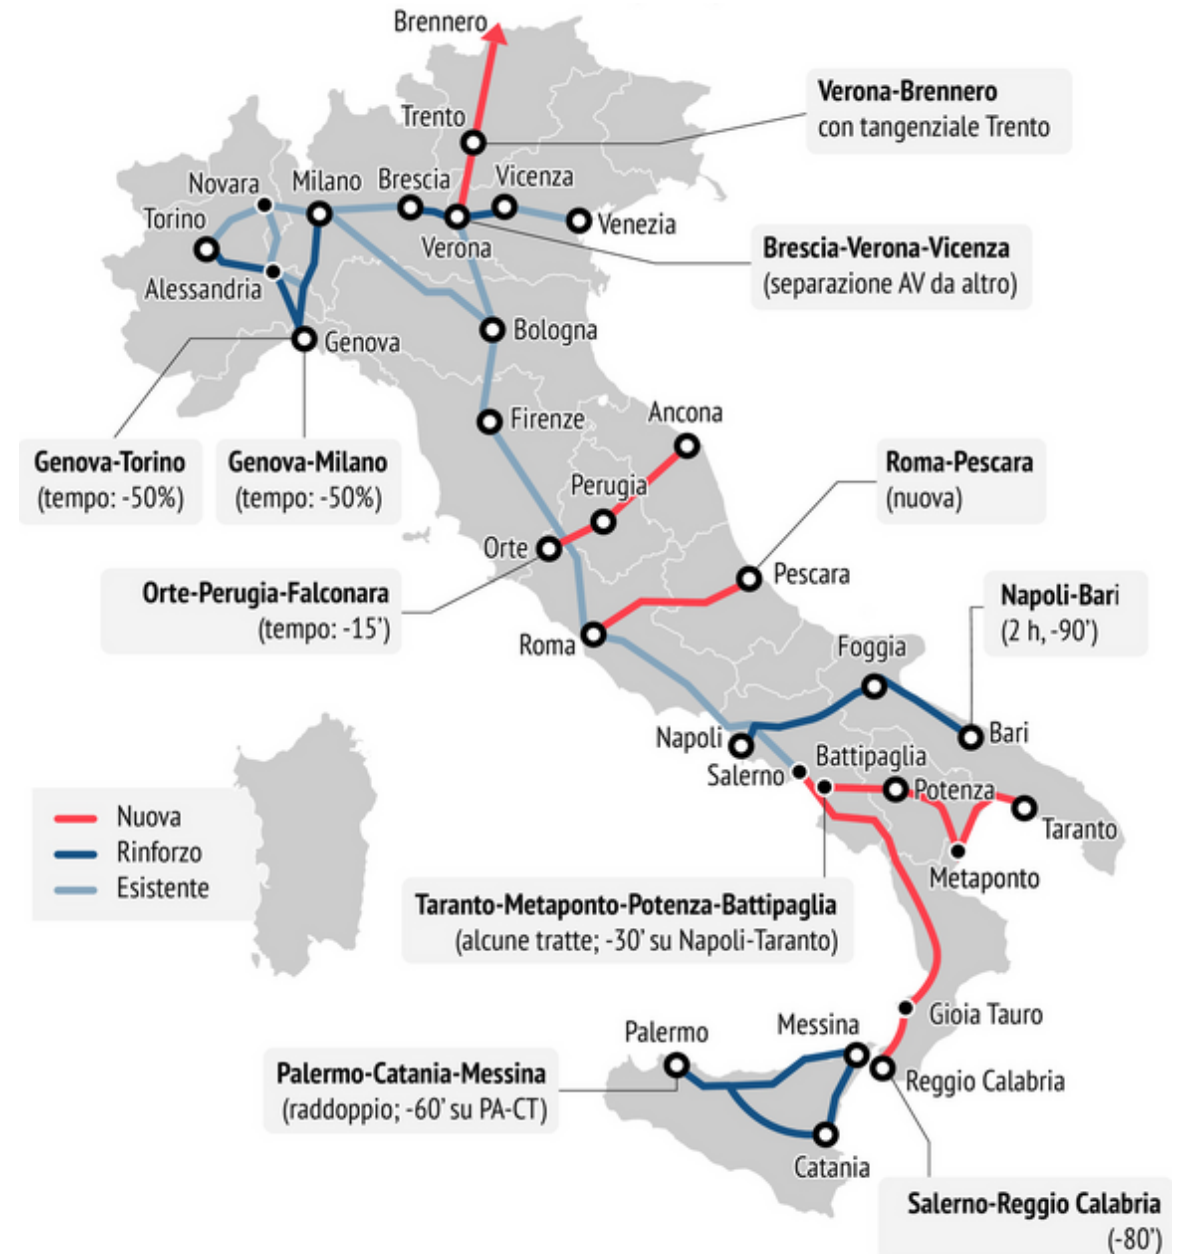 Brennero
Verona-Brennero
con tangenziale Trento
Trento
Novara
Milano
Brescia
Vicenza
Torino
Venezia
Verona
Brescia-Verona-Vicenza
(separazione AV da altro)
Alessandria
Genova
Bologna
Firenze
Ancona
Genova-Torino
(tempo: -50%)
Genova-Milano
(tempo: -50%)
Roma-Pescara
(nuova)
Perugia
Orte
Pescara
Orte-Perugia-Falconara
(tempo: -15’)
Napoli-Bari
(2 h, -90’)
Roma
Foggia
Napoli
Bari
Salerno
Battipaglia
Potenza
Taranto
Metaponto
Nuova
Rinforzo
Esistente
Taranto-Metaponto-Potenza-Battipaglia
(alcune tratte; -30’ su Napoli-Taranto)
Gioia Tauro
Messina
Palermo
Reggio Calabria
Palermo-Catania-Messina
(raddoppio; -60’ su PA-CT)
Catania
Salerno-Reggio Calabria
(-80’)